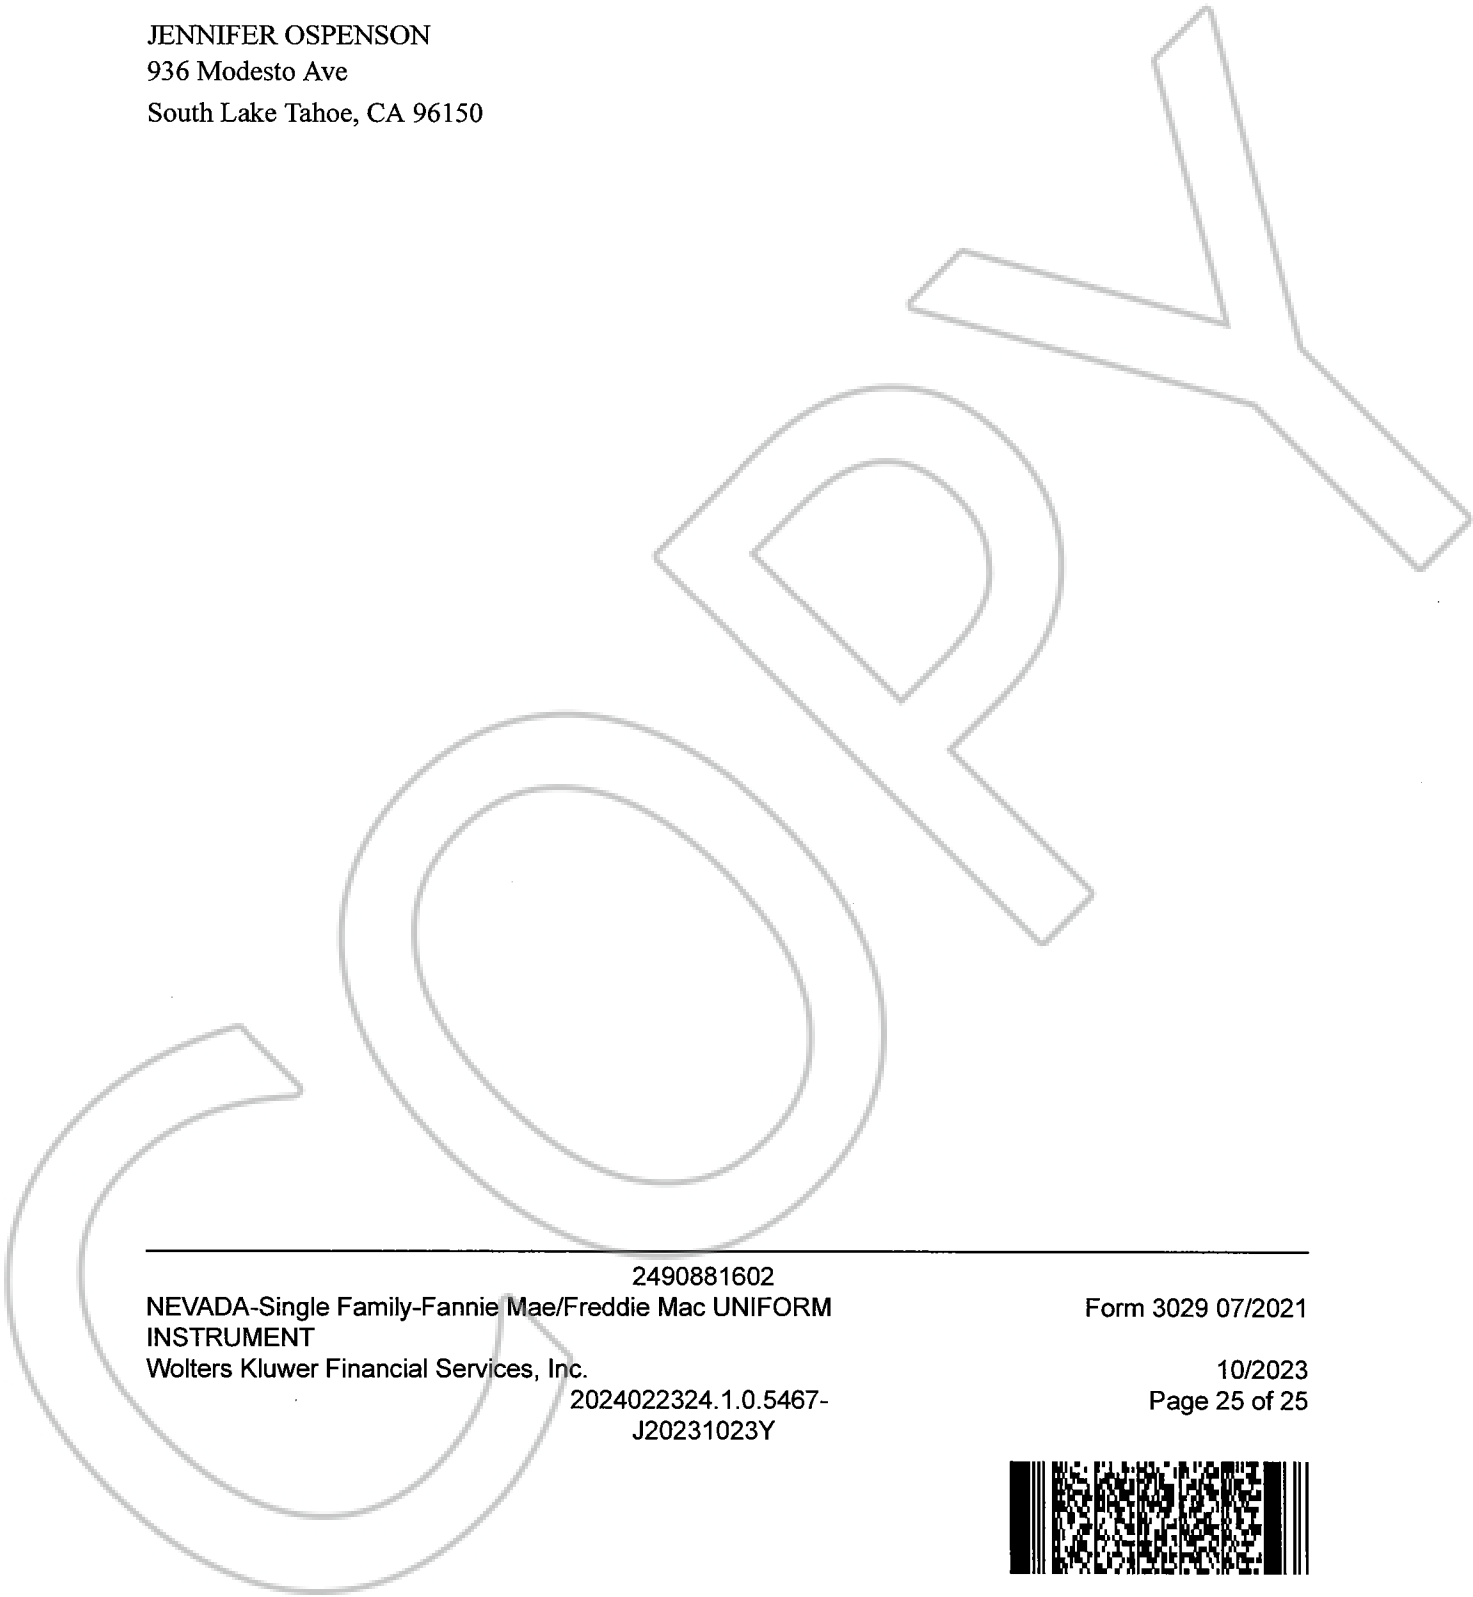 JENNIFER OSPENSON
936 Modesto Ave
South Lake Tahoe, CA 96150
COPY
2490881602
NEVADA-Single Family-Fannie Mae/Freddie Mac UNIFORM
INSTRUMENT
Form 3029 07/2021
Wolters Kluwer Financial Services, Inc.
10/2023
2024022324.1.0.5467-
J20231023Y
Page 25 of 25